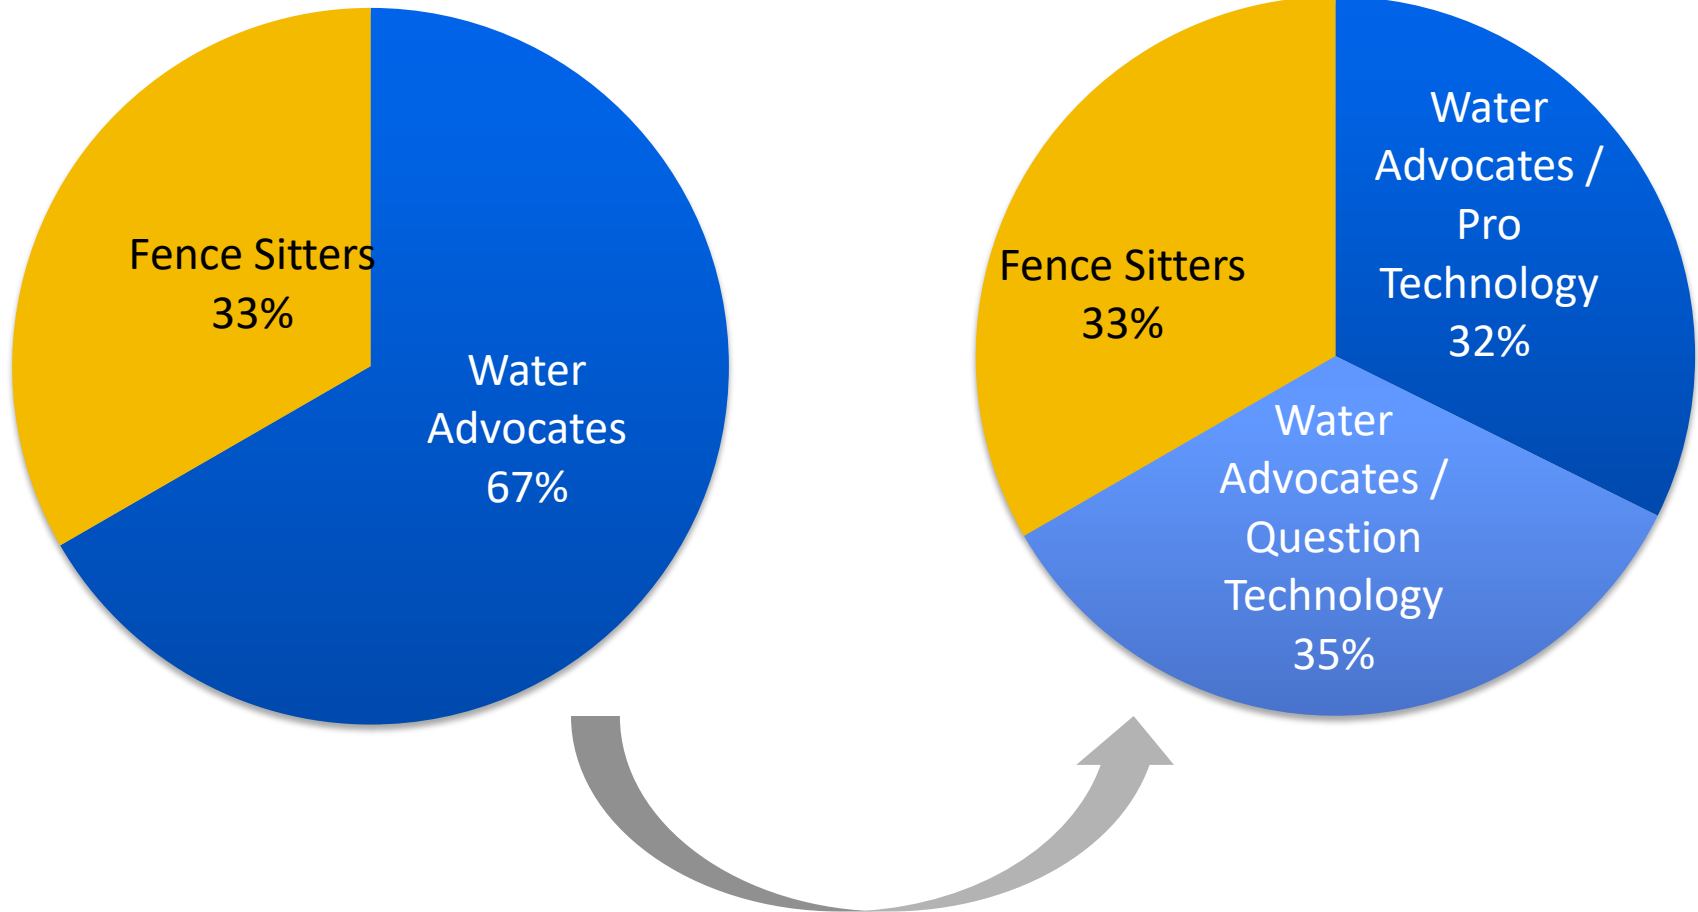 Fence Sitters
33%
Water
Advocates
67%
Fence Sitters
33%
Water
Advocates /
Pro
Technology
32%
Water
Advocates /
Question
Technology
35%